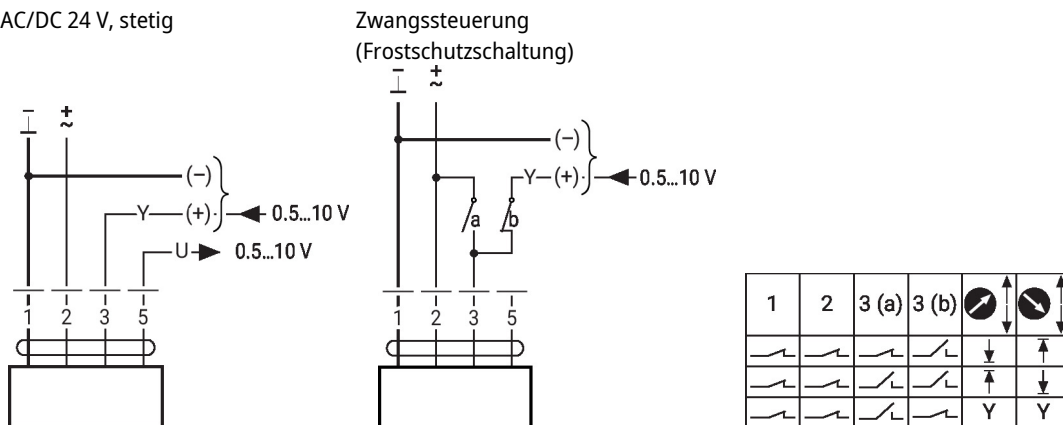 AC/DC 24 V, stetig
Zwangssteuerung
(Frostschutzschaltung)
− ±
~
(−)
Y (+) 0.5...10 V
U 0.5...10 V
1 2 3 5
− ±
~
(−)
Y (+) 0.5...10 V
a b
1 2 3 5
1 2 3 (a) 3 (b)
Y Y